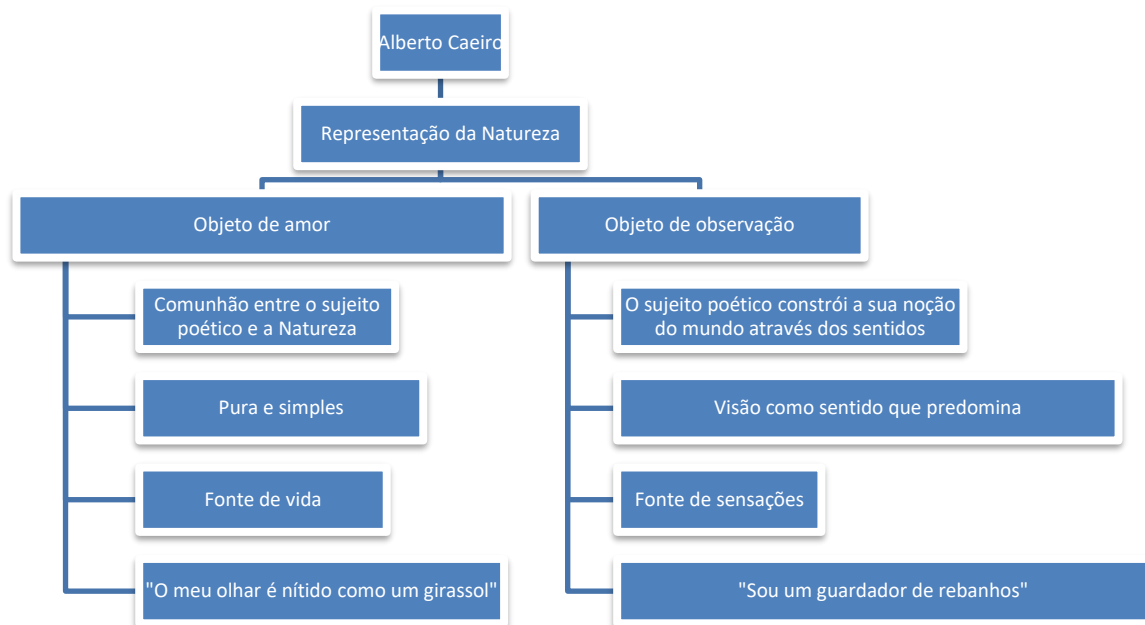 Alberto Caeiro
Representação da Natureza
Objeto de amor
Comunhão entre o sujeito
poético e a Natureza
Pura e simples
Fonte de vida
"O meu olhar é nítido como um girassol"
Objeto de observação
O sujeito poético constrói a sua noção
do mundo através dos sentidos
Visão como sentido que predomina
Fonte de sensações
"Sou um guardador de rebanhos"